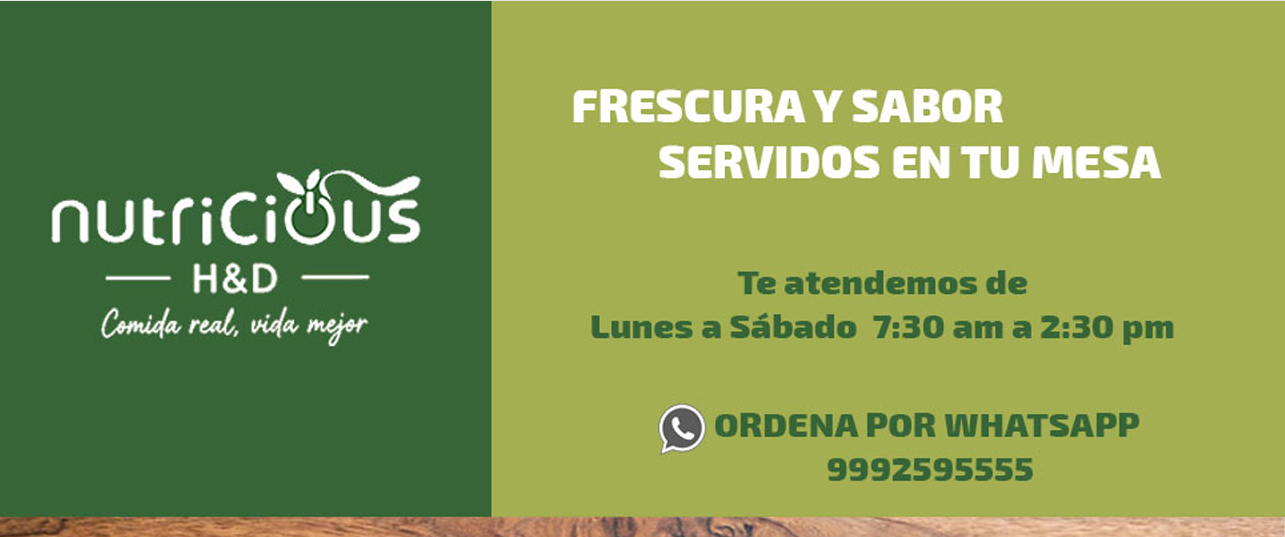 nutriCious
H&D
Comida real, vida mejor
FRESCURA Y SABOR
SERVIDOS EN TU MESA
Te atendemos de
Lunes a Sábado 7:30 am a 2:30 pm
ORDENA POR WHATSAPP
9992595555